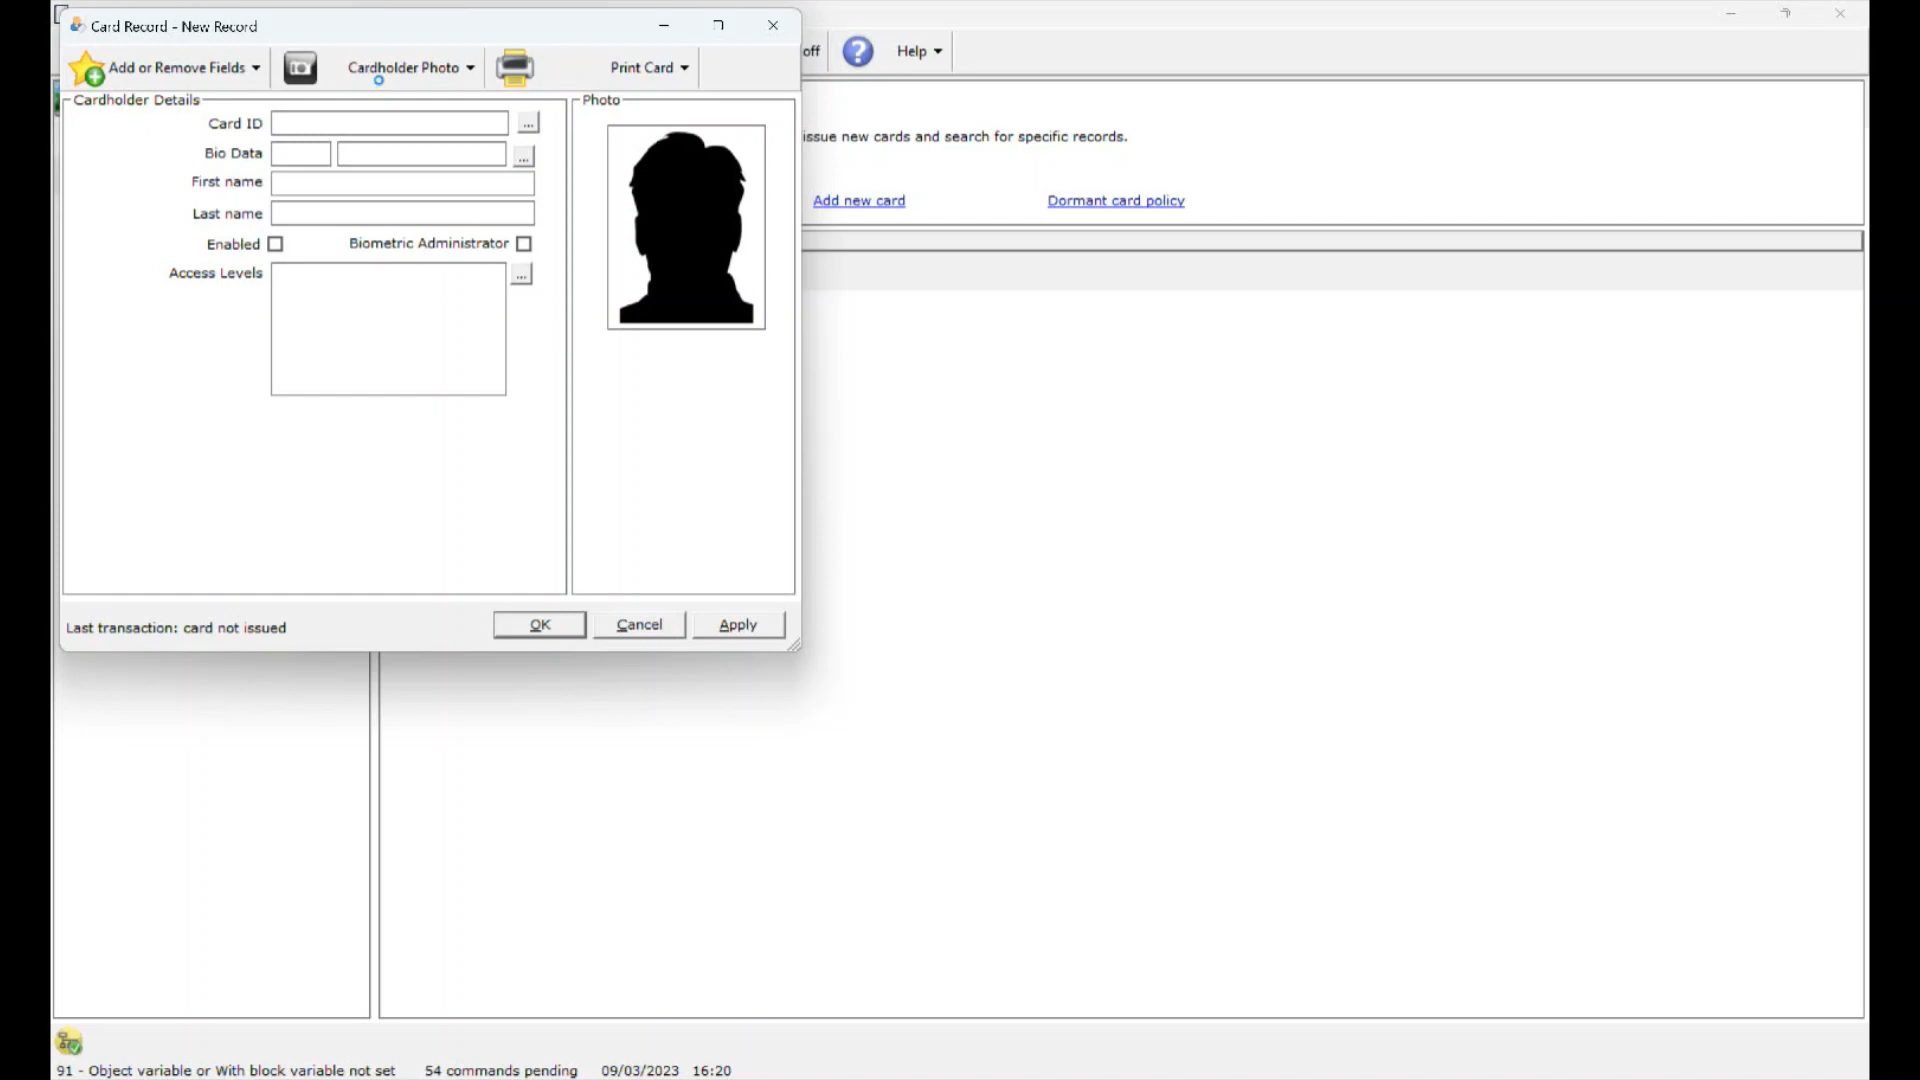 Card Record - New Record
Add or Remove Fields
Cardholder Photo
Print Card
off
Help
Cardholder Details
Photo
Card ID
...
Bio Data
...
First name
Last name
Enabled
Biometric Administrator
Access Levels
...
issue new cards and search for specific records.
Add new card
Dormant card policy
Last transaction: card not issued
OK
Cancel
Apply
91 - Object variable or With block variable not set
54 commands pending
09/03/2023
16:20